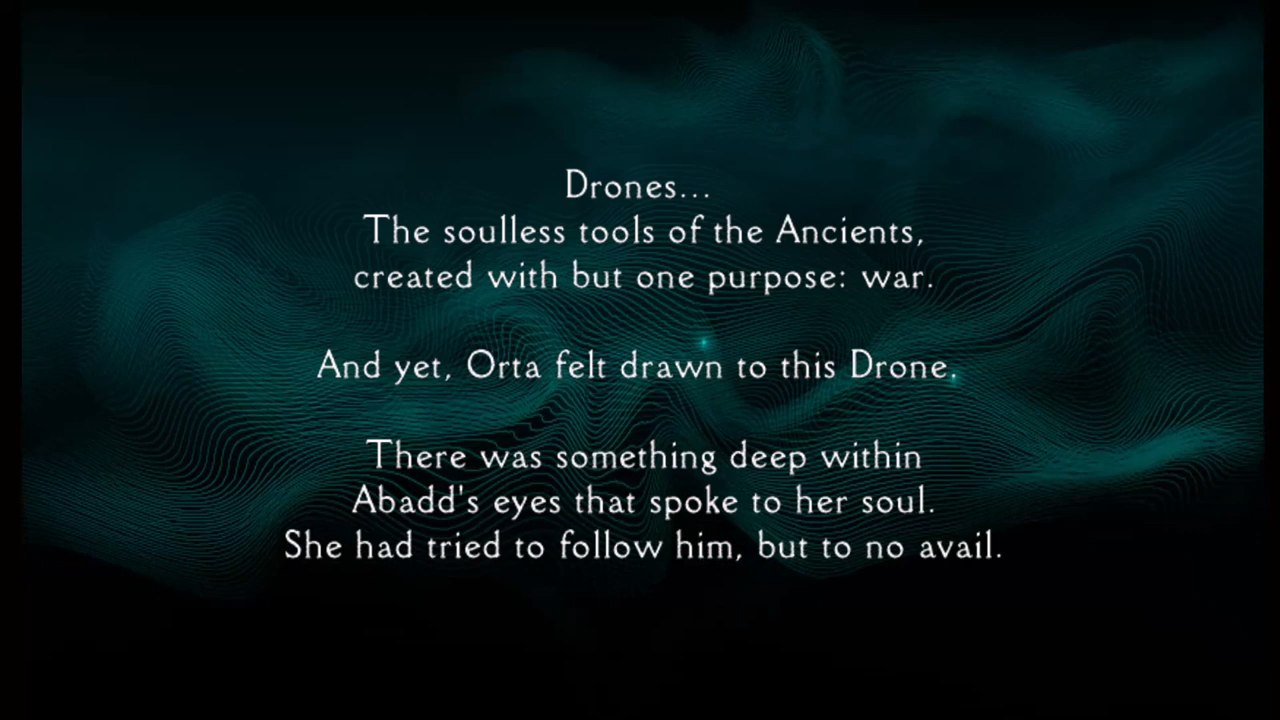 Drones...
The soulless tools of the Ancients,
created with but one purpose: war.
And yet, Orta felt drawn to this Drone.
There was something deep within
Abadd's eyes that spoke to her soul.
She had tried to follow him, but to no avail.